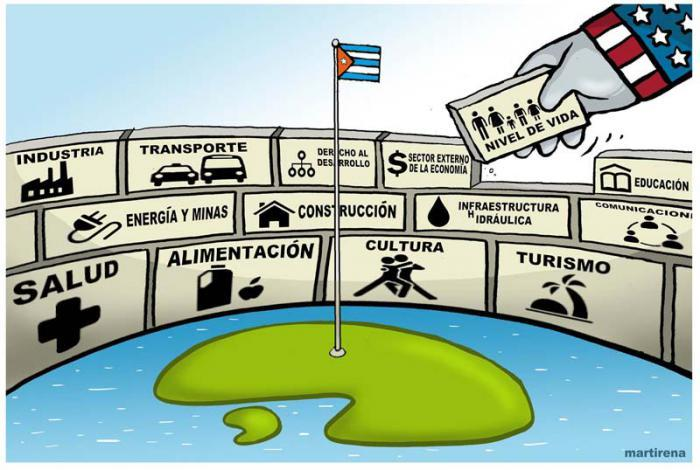 INDUSTRIA
TRANSPORTE
DERECHO AL
DESARROLLO
$ SECTOR EXTERNO
DE LA ECONOMÍA
NIVEL DE VIDA
EDUCACIÓN
ENERGÍA Y MINAS
CONSTRUCCIÓN
INFRAESTRUCTURA
HIDRÁULICA
COMUNICACION
SALUD
ALIMENTACIÓN
CULTURA
TURISMO
martirena